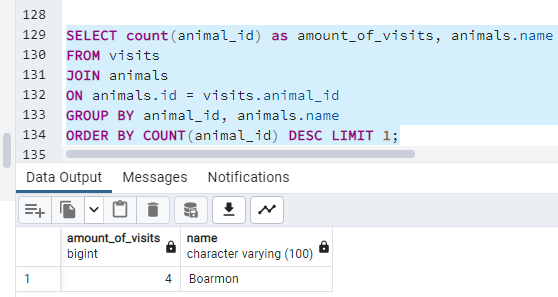 128
129 SELECT count(animal_id) as amount_of_visits, animals.name
130 FROM visits
131 JOIN animals
132 ON animals.id = visits.animal_id
133 GROUP BY animal_id, animals.name
134 ORDER BY COUNT(animal_id) DESC LIMIT 1;
135
Data Output Messages Notifications
amount_of_visits name
bigint character varying (100)
1 4 Boarmon